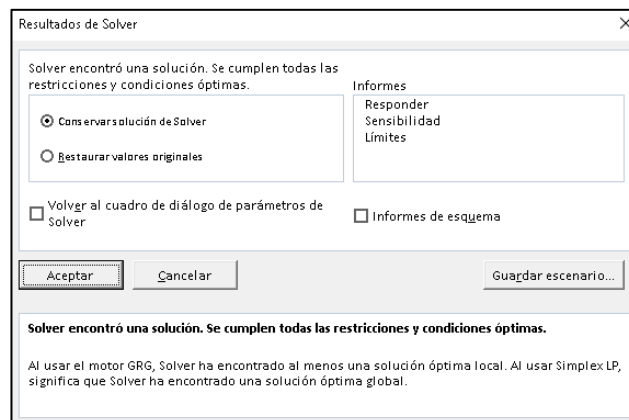 Resultados de Solver
Solver encontró una solución. Se cumplen todas las
restricciones y condiciones óptimas.
Informes
Responder
Sensibilidad
Límites
Conservar solución de Solver
Restaurar valores originales
Volver al cuadro de diálogo de parámetros de
Solver
Informes de esquema
Aceptar
Cancelar
Guardar escenario...
Solver encontró una solución. Se cumplen todas las restricciones y condiciones óptimas.
Al usar el motor GRG, Solver ha encontrado al menos una solución óptima local. Al usar Simplex LP,
significa que Solver ha encontrado una solución óptima global.